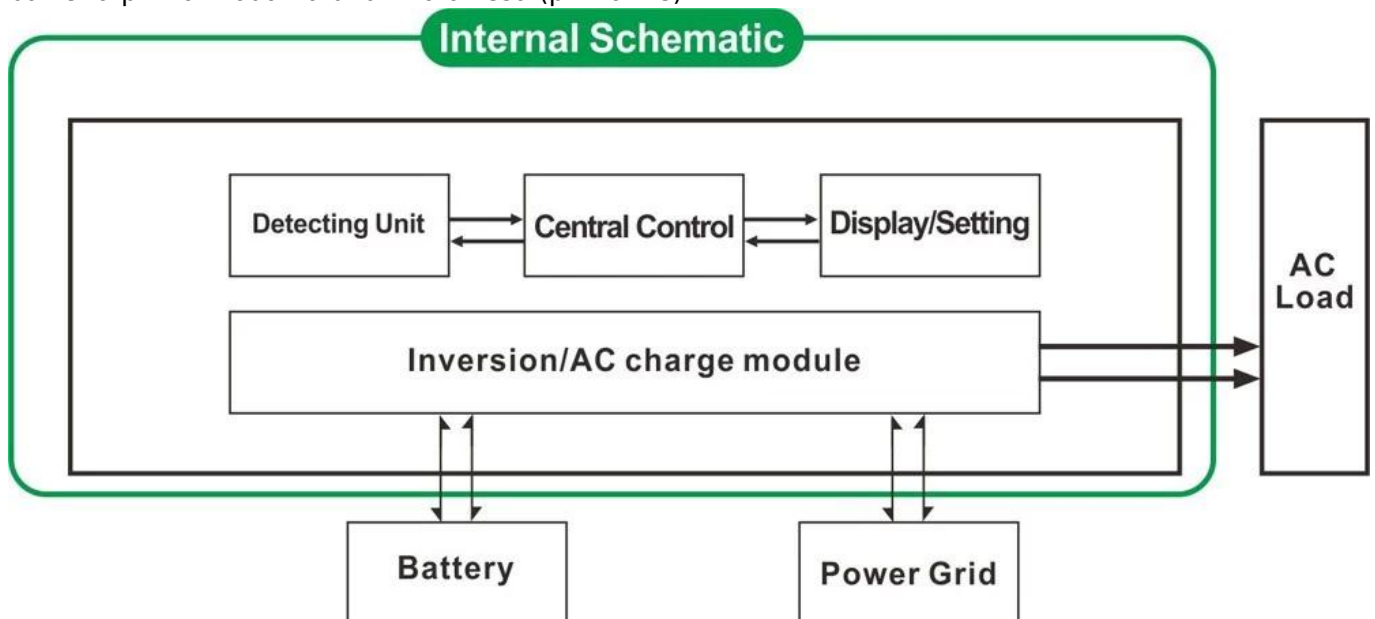 Internal Schematic
Detecting Unit
Central Control
Display/Setting
AC
Load
Inversion/AC charge module
Battery
Power Grid